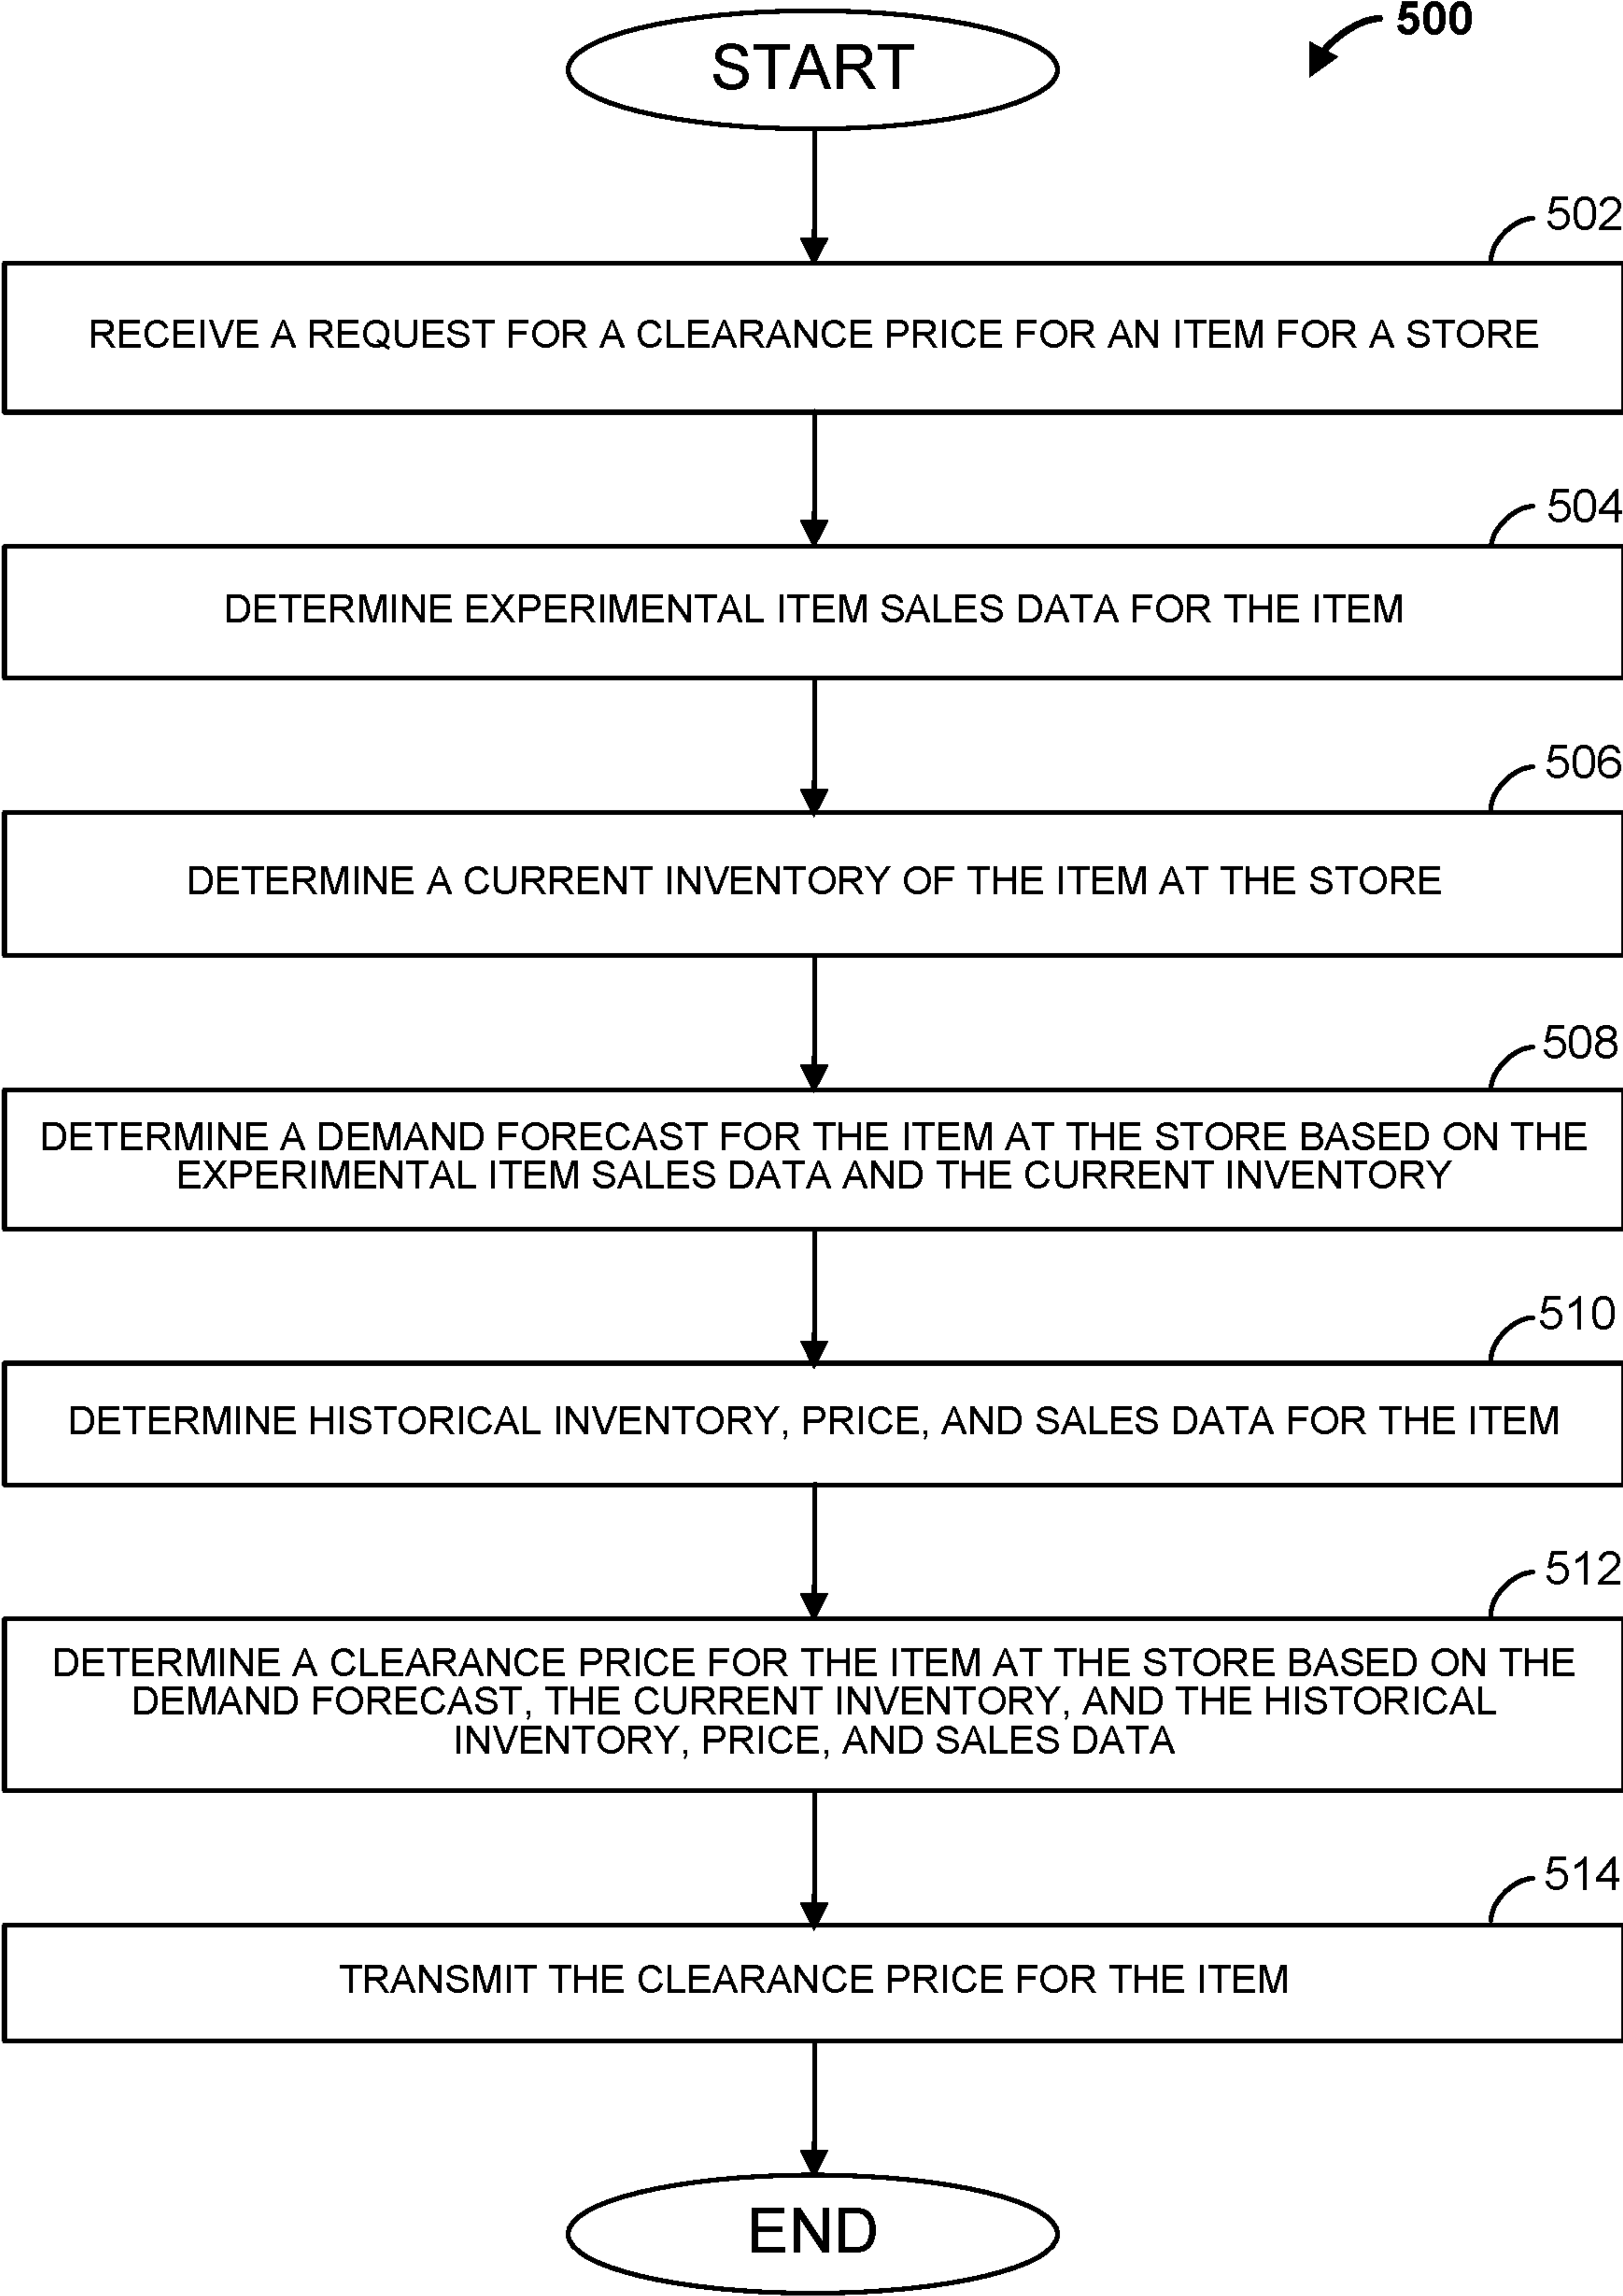 500
START
502
RECEIVE A REQUEST FOR A CLEARANCE PRICE FOR AN ITEM FOR A STORE
504
DETERMINE EXPERIMENTAL ITEM SALES DATA FOR THE ITEM
506
DETERMINE A CURRENT INVENTORY OF THE ITEM AT THE STORE
508
DETERMINE A DEMAND FORECAST FOR THE ITEM AT THE STORE BASED ON THE
EXPERIMENTAL ITEM SALES DATA AND THE CURRENT INVENTORY
510
DETERMINE HISTORICAL INVENTORY, PRICE, AND SALES DATA FOR THE ITEM
512
DETERMINE A CLEARANCE PRICE FOR THE ITEM AT THE STORE BASED ON THE
DEMAND FORECAST, THE CURRENT INVENTORY, AND THE HISTORICAL
INVENTORY, PRICE, AND SALES DATA
514
TRANSMIT THE CLEARANCE PRICE FOR THE ITEM
END